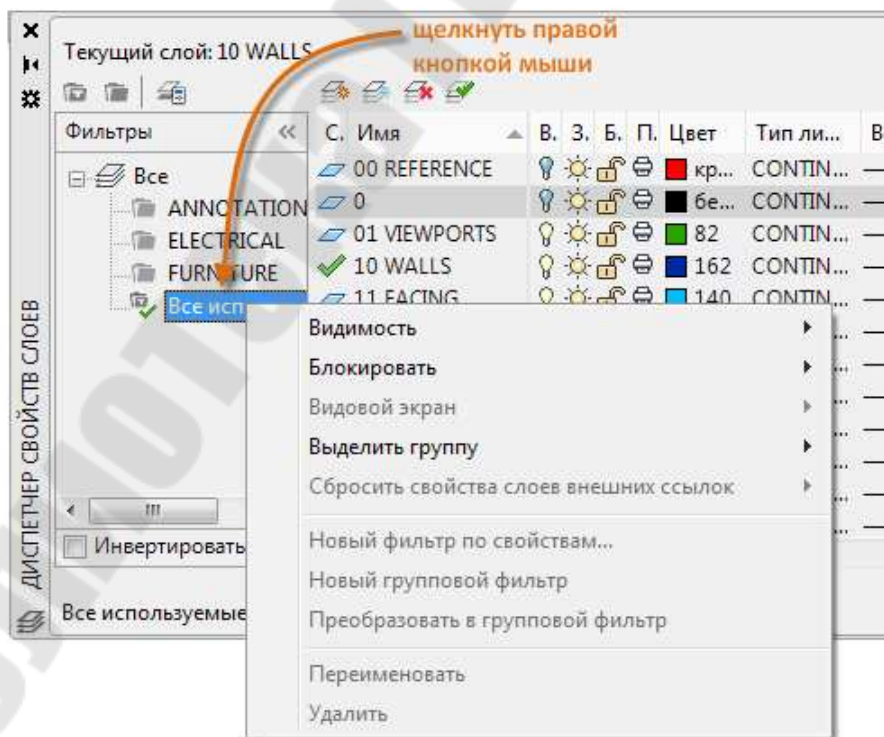 щелкнуть правой
кнопкой мыши
Текущий слой: 10 WALLS
Фильтры
С. Имя В. З. Б. П. Цвет Тип ли... В
Все
00 REFERENCE кр... CONTIN...
ANNOTATION
0 бе... CONTIN...
ELECTRICAL
01 VIEWPORTS 82 CONTIN...
FURNITURE
10 WALLS 162 CONTIN...
Все исп
11 FACING 140 CONTIN...
Видимость
Блокировать
Видовой экран
Выделить группу
Сбросить свойства слоев внешних ссылок
Новый фильтр по свойствам...
Новый групповой фильтр
Преобразовать в групповой фильтр
Переименовать
Удалить
Инвертировать
Все используемые
ДИСПЕТЧЕР СВОЙСТВ СЛОЕВ